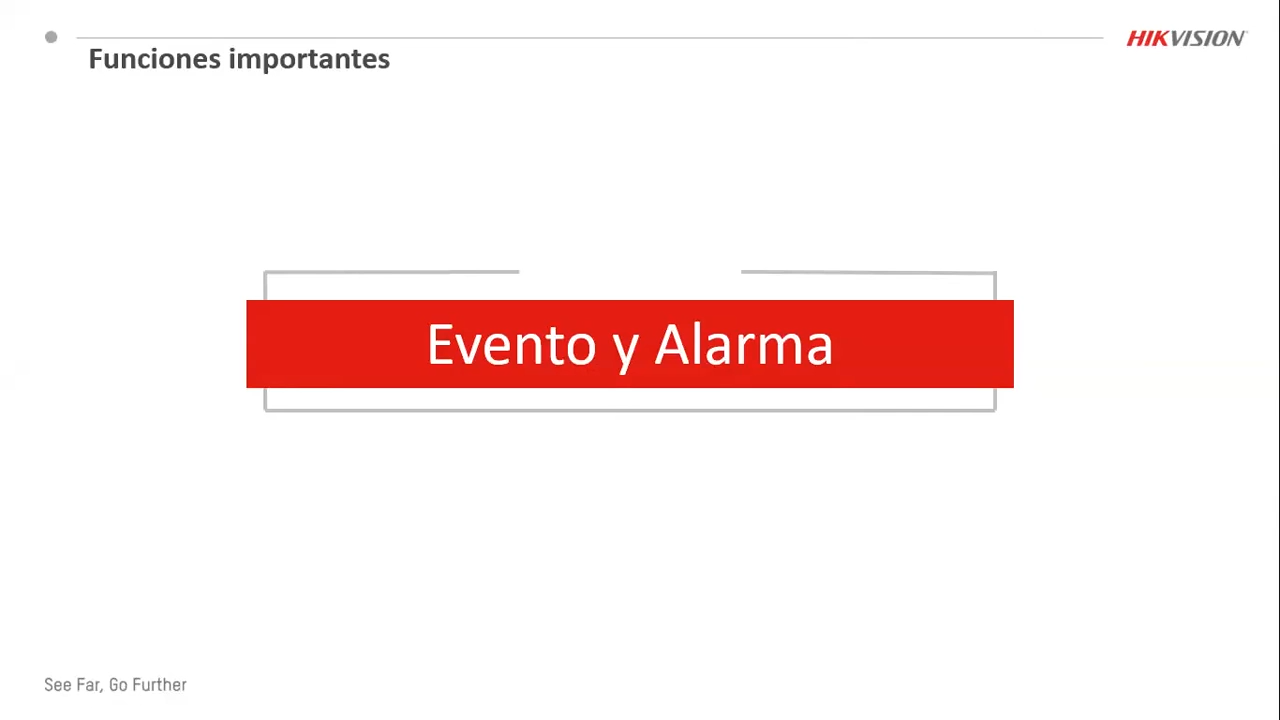 HIKVISION
Funciones importantes
Evento y Alarma
See Far, Go Further